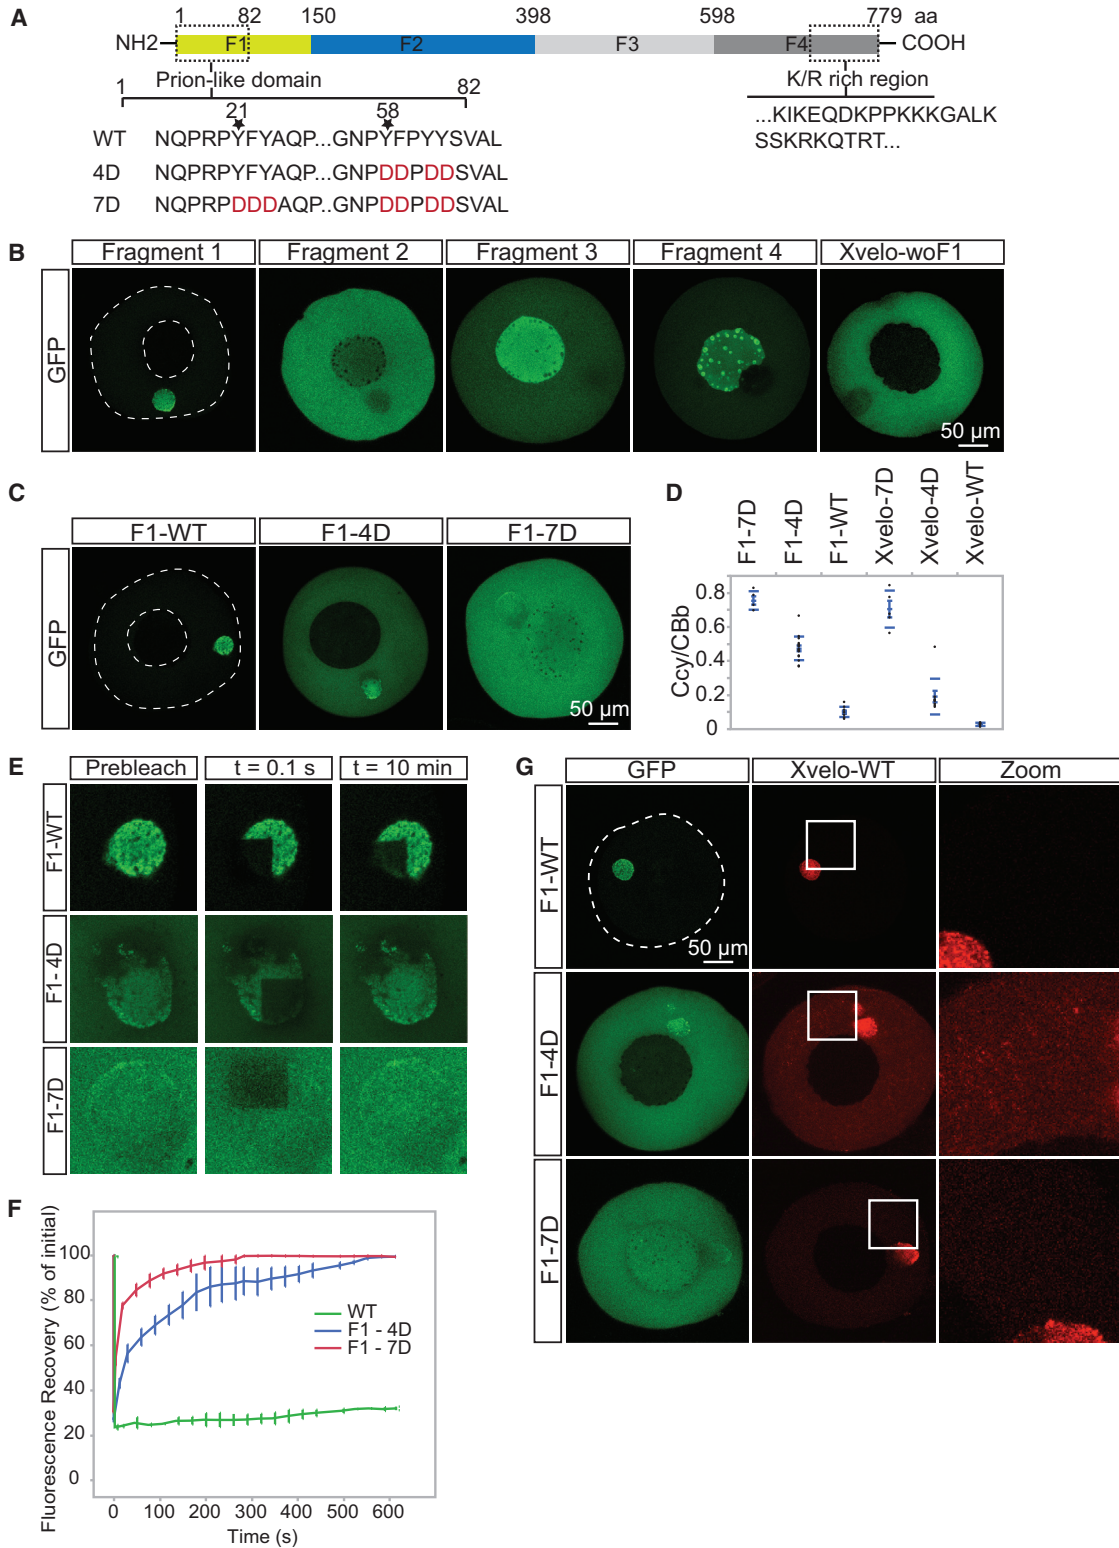 A
1 82 150 398 598 779 aa
NH2 F1 F2 F3 F4 COOH
Prion-like domain
K/R rich region
1 82
21 58
...KIKEQDKPPKKKGALK
SSKRKQTRT...
WT NQPRPYFYAQP...GNPYFPYYSVAL
4D NQPRPYFYAQP...GNPDDPDDSVAL
7D NQPRPDDDAQP..GNPDDPDDSVAL
B
Fragment 1 Fragment 2 Fragment 3 Fragment 4 Xvelo-woF1
GFP
50 µm
C
F1-WT F1-4D F1-7D
GFP
50 µm
D
F1-7D
F1-4D
F1-WT
Xvelo-7D
Xvelo-4D
Xvelo-WT
Ccy/CBb
0.8
0.6
0.4
0.2
0
E
Prebleach t = 0.1 s t = 10 min
F1-WT
F1- 4D
F1-7D
F
Fluorescence Recovery (% of initial)
100
80
60
40
20
0
WT
F1 - 4D
F1 - 7D
0 100 200 300 400 500 600
Time (s)
G
GFP Xvelo-WT Zoom
F1-WT
50 µm
F1-4D
F1-7D